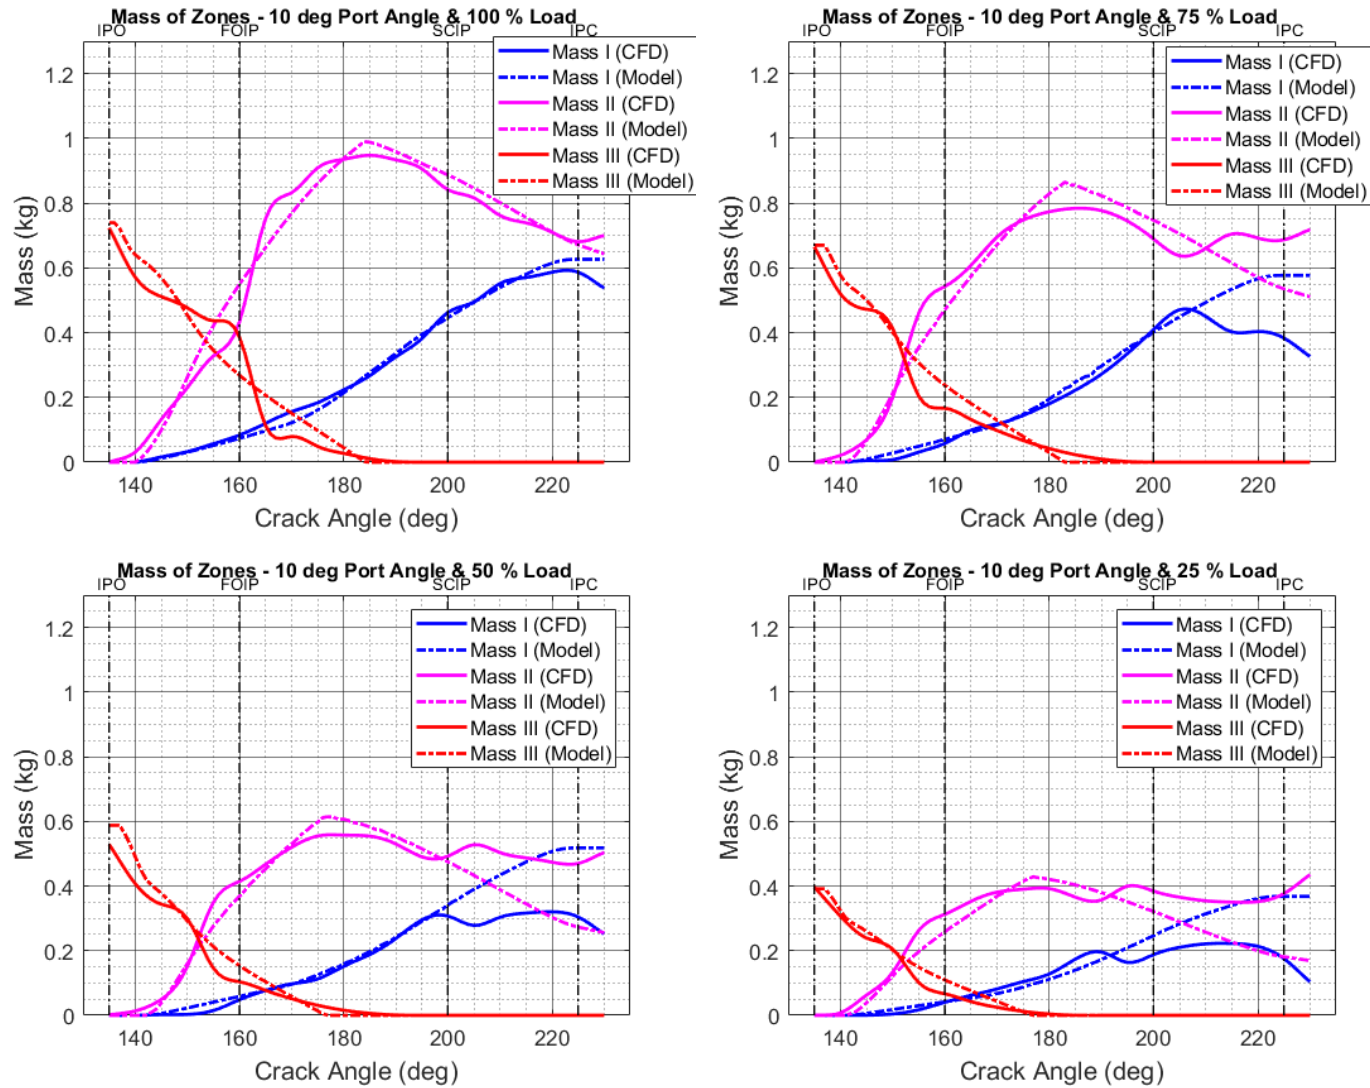 Mass of Zones - 10 deg Port Angle & 100 % Load
IPO FOIP SCIP IPC
Mass I (CFD)
Mass I (Model)
Mass II (CFD)
Mass II (Model)
Mass III (CFD)
Mass III (Model)
1.2
1
0.8
0.6
0.4
0.2
0
Mass (kg)
140 160 180 200 220
Crack Angle (deg)
Mass of Zones - 10 deg Port Angle & 75 % Load
IPO FOIP SCIP IPC
Mass I (CFD)
Mass I (Model)
Mass II (CFD)
Mass II (Model)
Mass III (CFD)
Mass III (Model)
1.2
1
0.8
0.6
0.4
0.2
0
Mass (kg)
140 160 180 200 220
Crack Angle (deg)
Mass of Zones - 10 deg Port Angle & 50 % Load
IPO FOIP SCIP IPC
Mass I (CFD)
Mass I (Model)
Mass II (CFD)
Mass II (Model)
Mass III (CFD)
Mass III (Model)
1.2
1
0.8
0.6
0.4
0.2
0
Mass (kg)
140 160 180 200 220
Crack Angle (deg)
Mass of Zones - 10 deg Port Angle & 25 % Load
IPO FOIP SCIP IPC
Mass I (CFD)
Mass I (Model)
Mass II (CFD)
Mass II (Model)
Mass III (CFD)
Mass III (Model)
1.2
1
0.8
0.6
0.4
0.2
0
Mass (kg)
140 160 180 200 220
Crack Angle (deg)